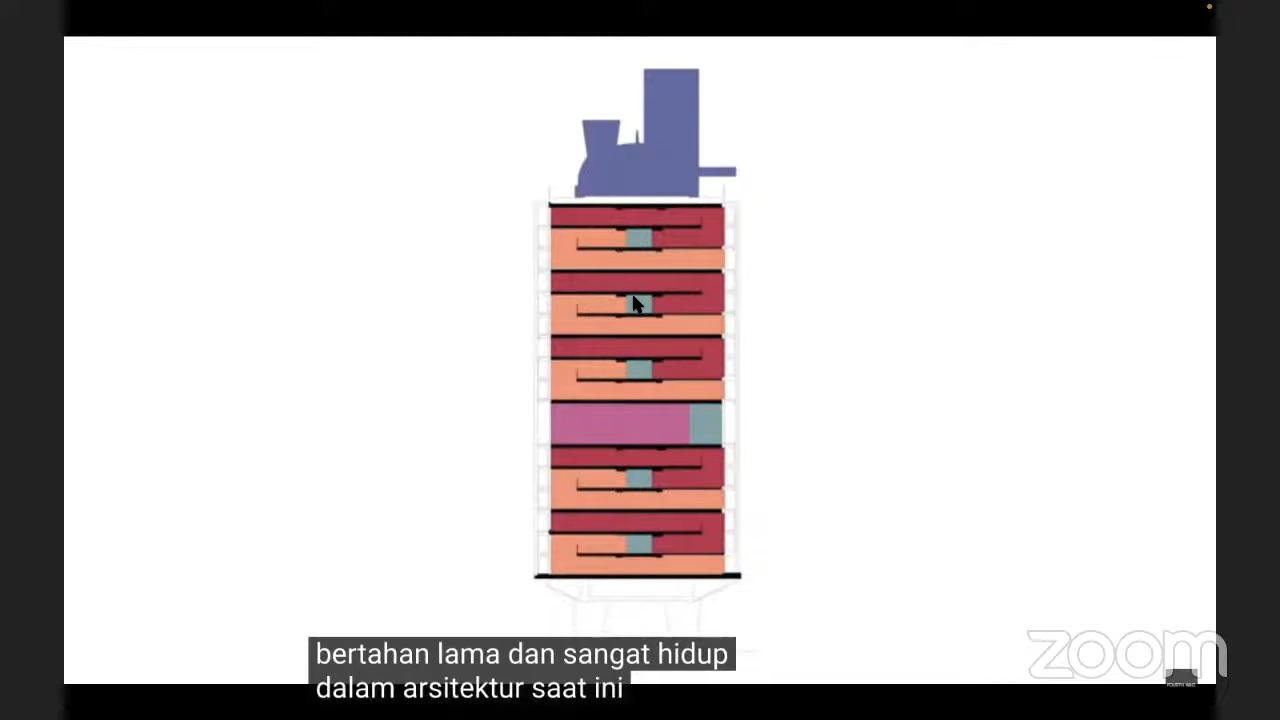 bertahan lama dan sangat hidup
dalam arsitektur saat ini
zoom